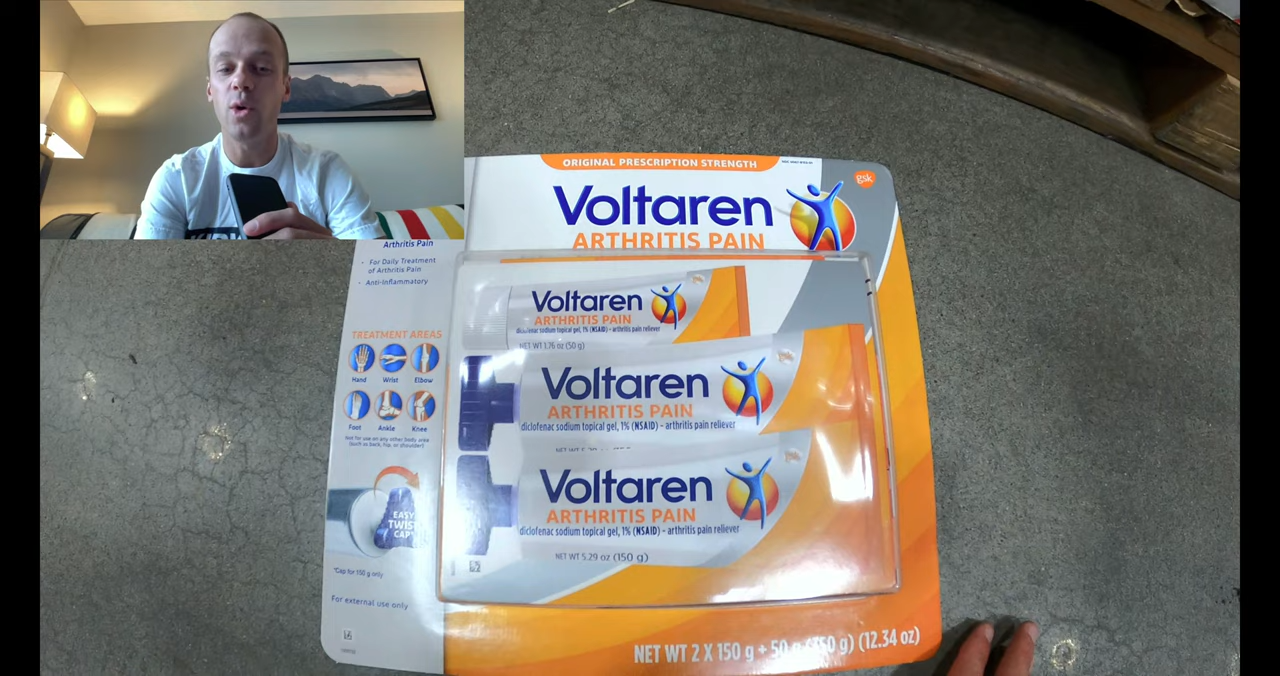 ORIGINAL PRESCRIPTION STRENGTH
gsk
Voltaren
ARTHRITIS PAIN
Arthritis Pain
- For Daily Treatment
of Arthritis Pain
- Anti-Inflammatory
TREATMENT AREAS
Hand Wrist Elbow
Foot Ankle Knee
Not for use on any other body area
(such as back, hip, or shoulder)
EASY
TWIST
CAP*
*Cap for 150 g only
For external use only
Voltaren
ARTHRITIS PAIN
diclofenac sodium topical gel, 1% (NSAID) - arthritis pain reliever
NET WT 1.76 oz (50 g)
Voltaren
ARTHRITIS PAIN
diclofenac sodium topical gel, 1% (NSAID) - arthritis pain reliever
Voltaren
ARTHRITIS PAIN
diclofenac sodium topical gel, 1% (NSAID) - arthritis pain reliever
NET WT 5.29 oz (150 g)
NET WT 2 X 150 g + 50 g (350 g) (12.34 oz)